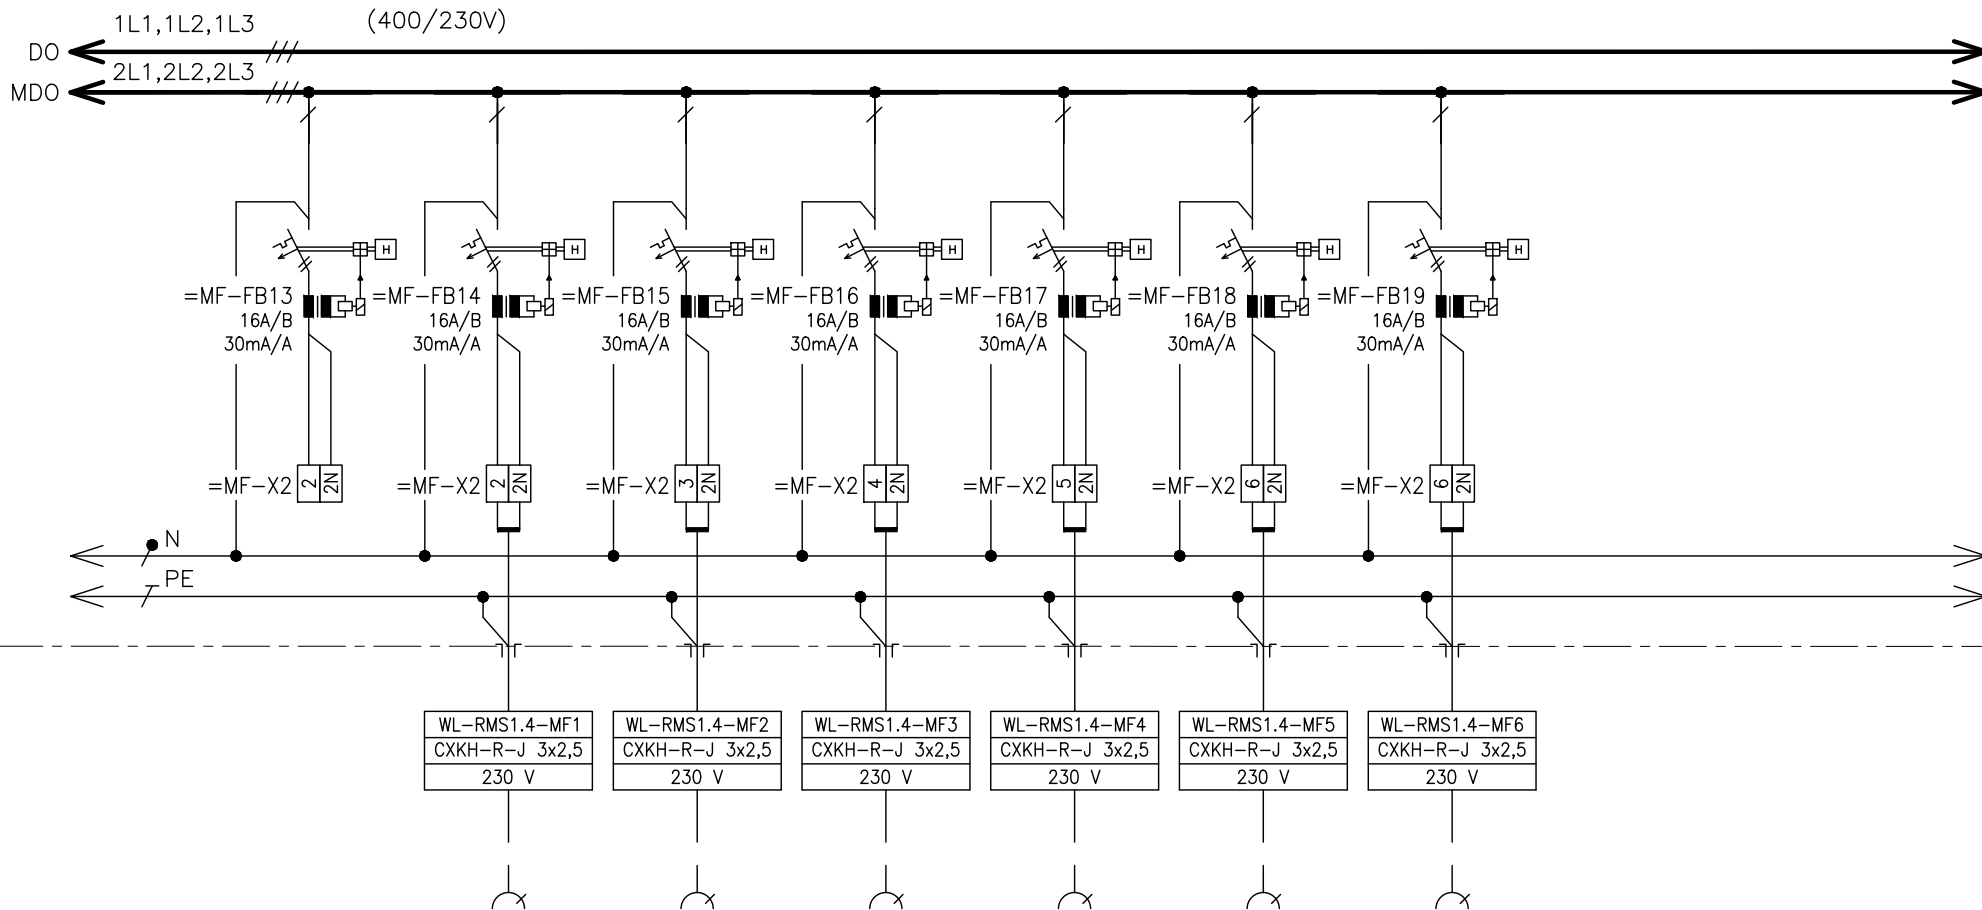 1L1,1L2,1L3 (400/230V)
DO
2L1,2L2,2L3
MDO
H H H H H H H
=MF-FB13 =MF-FB14 =MF-FB15 =MF-FB16 =MF-FB17 =MF-FB18 =MF-FB19
16A/B 16A/B 16A/B 16A/B 16A/B 16A/B 16A/B
30mA/A 30mA/A 30mA/A 30mA/A 30mA/A 30mA/A 30mA/A
=MF-X2 2 2N =MF-X2 2 2N =MF-X2 3 2N =MF-X2 4 2N =MF-X2 5 2N =MF-X2 6 2N =MF-X2 6 2N
N
PE
WL-RMS1.4-MF1 WL-RMS1.4-MF2 WL-RMS1.4-MF3 WL-RMS1.4-MF4 WL-RMS1.4-MF5 WL-RMS1.4-MF6
CXKH-R-J 3x2,5 CXKH-R-J 3x2,5 CXKH-R-J 3x2,5 CXKH-R-J 3x2,5 CXKH-R-J 3x2,5 CXKH-R-J 3x2,5
230 V 230 V 230 V 230 V 230 V 230 V